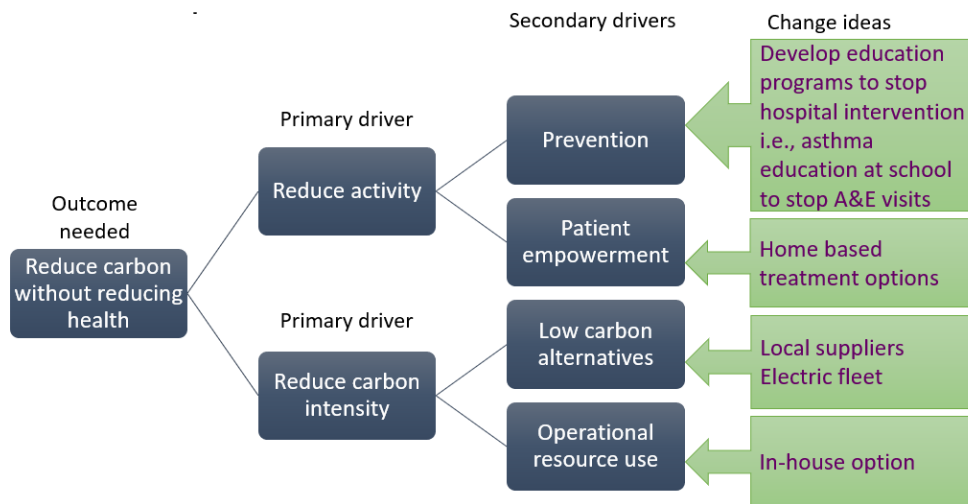 Secondary drivers
Change ideas
Develop education
programs to stop
hospital intervention
i.e., asthma
education at school
to stop A&E visits
Primary driver
Prevention
Reduce activity
Outcome
needed
Patient
empowerment
Home based
treatment options
Reduce carbon
without reducing
health
Primary driver
Low carbon
alternatives
Local suppliers
Electric fleet
Reduce carbon
intensity
Operational
resource use
In-house option